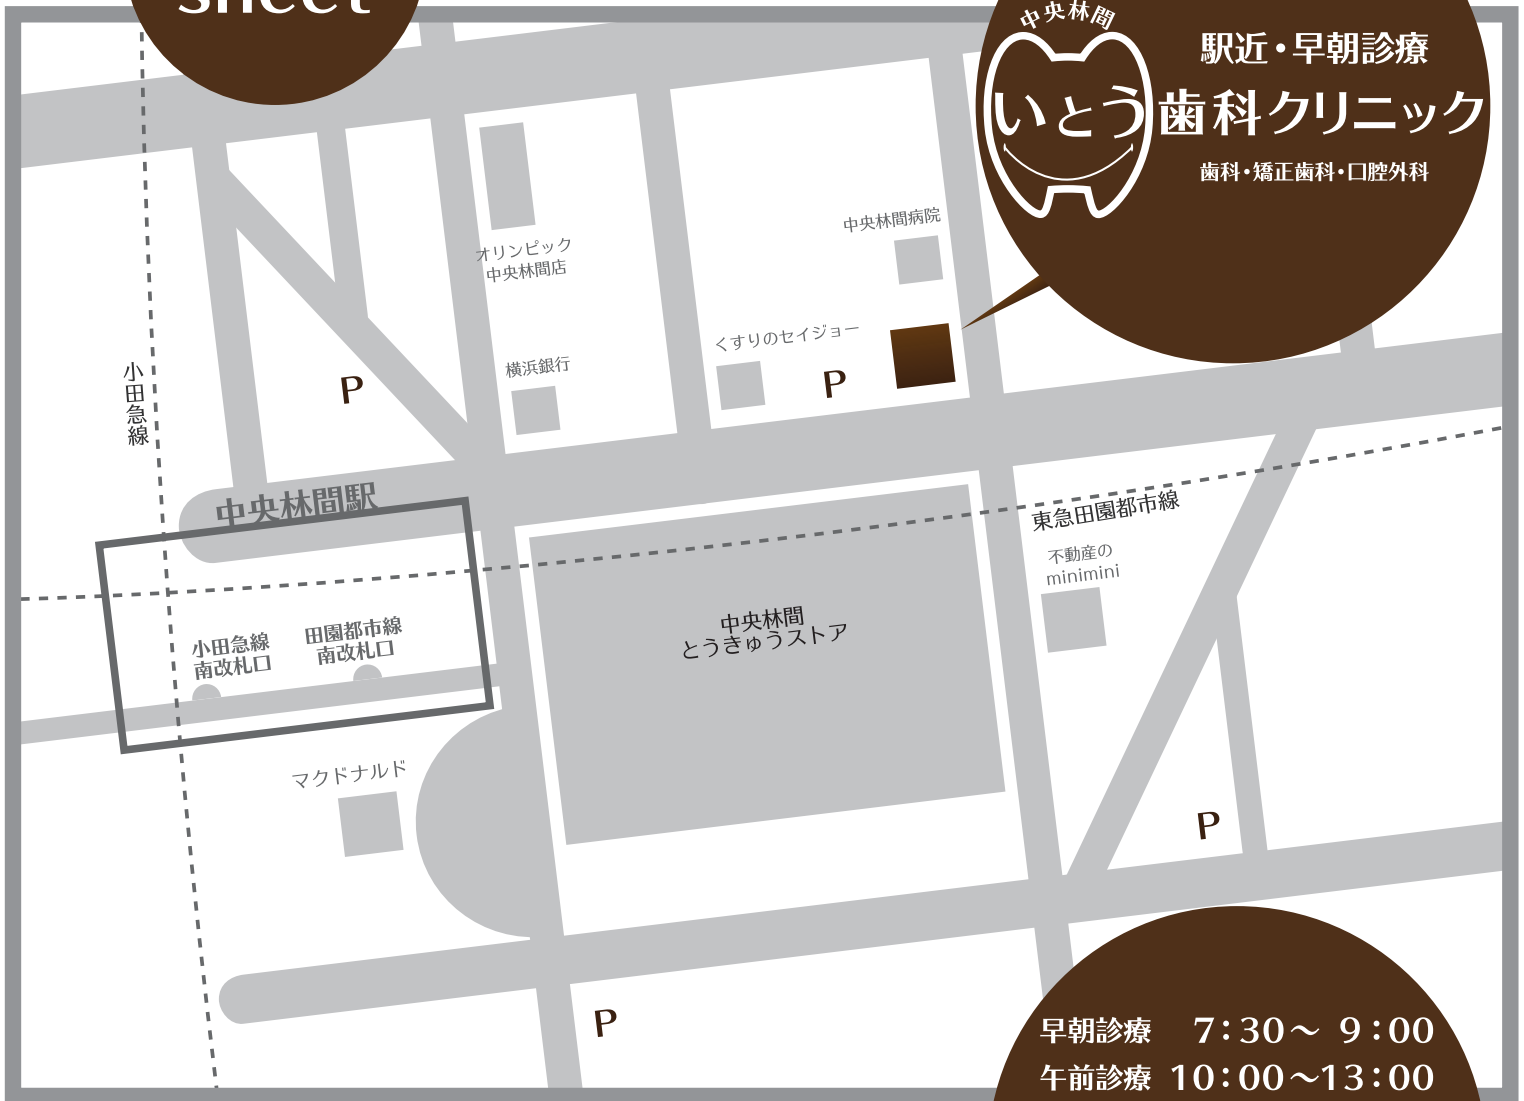 sheet
中央林間
駅近・早朝診療
いとう歯科クリニック
歯科・矯正歯科・口腔外科
中央林間病院
オリンピック
中央林間店
くすりのセイジョー
横浜銀行
P
P
小田急線
中央林間駅
東急田園都市線
不動産の
minimini
中央林間
とうきゅうストア
小田急線
南改札口
田園都市線
南改札口
マクドナルド
P
P
早朝診療 7:30〜 9:00
午前診療 10:00〜13:00